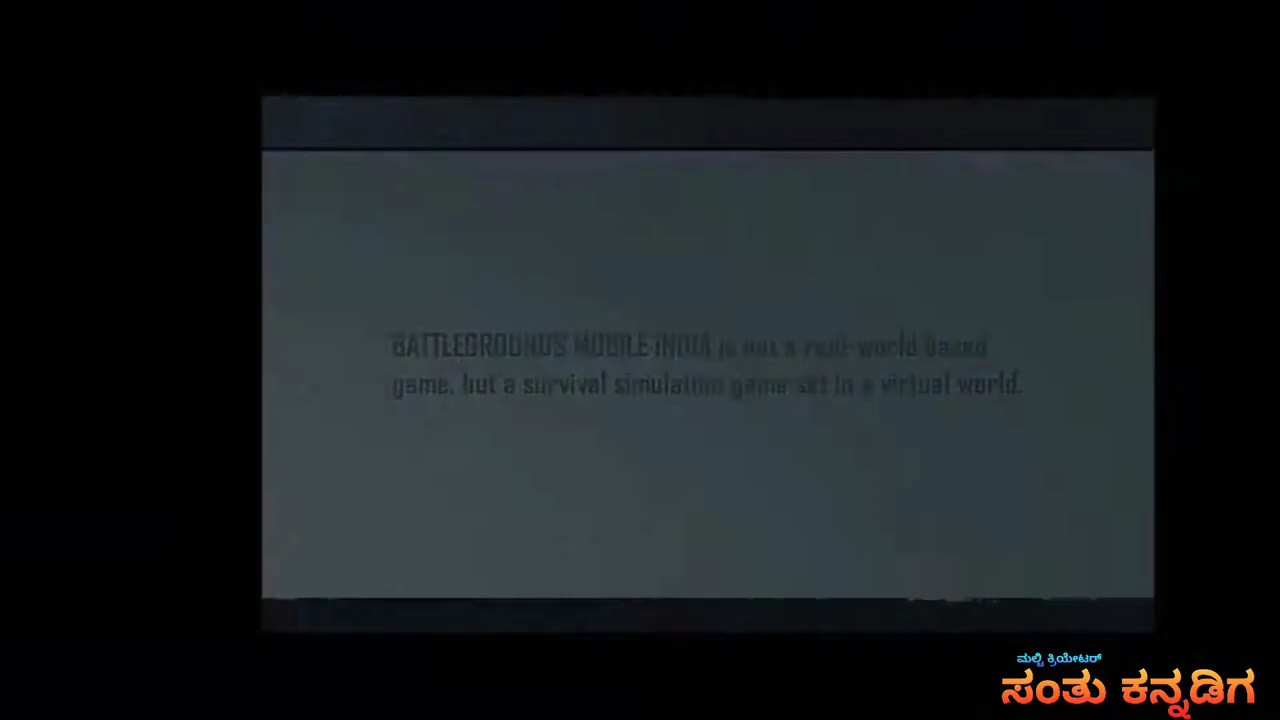 BATTLEGROUNDS MOBILE INDIA is not a real-world based
game, but a survival simulation game set in a virtual world.
ಮಲ್ಟಿ ಕ್ರಿಯೇಟರ್
ಸಂತು ಕನ್ನಡಿಗ